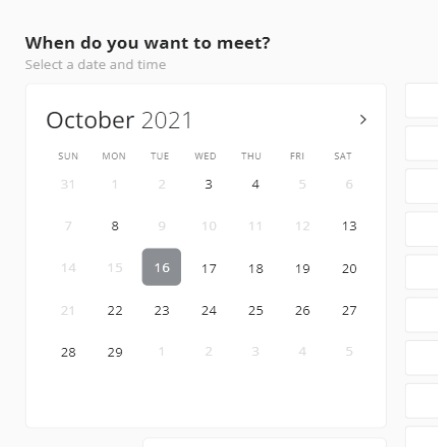 When do you want to meet?
Select a date and time
October 2021
SUN MON TUE WED THU FRI SAT
31 1 2 3 4 5 6
7 8 9 10 11 12 13
14 15 16 17 18 19 20
21 22 23 24 25 26 27
28 29 1 2 3 4 5